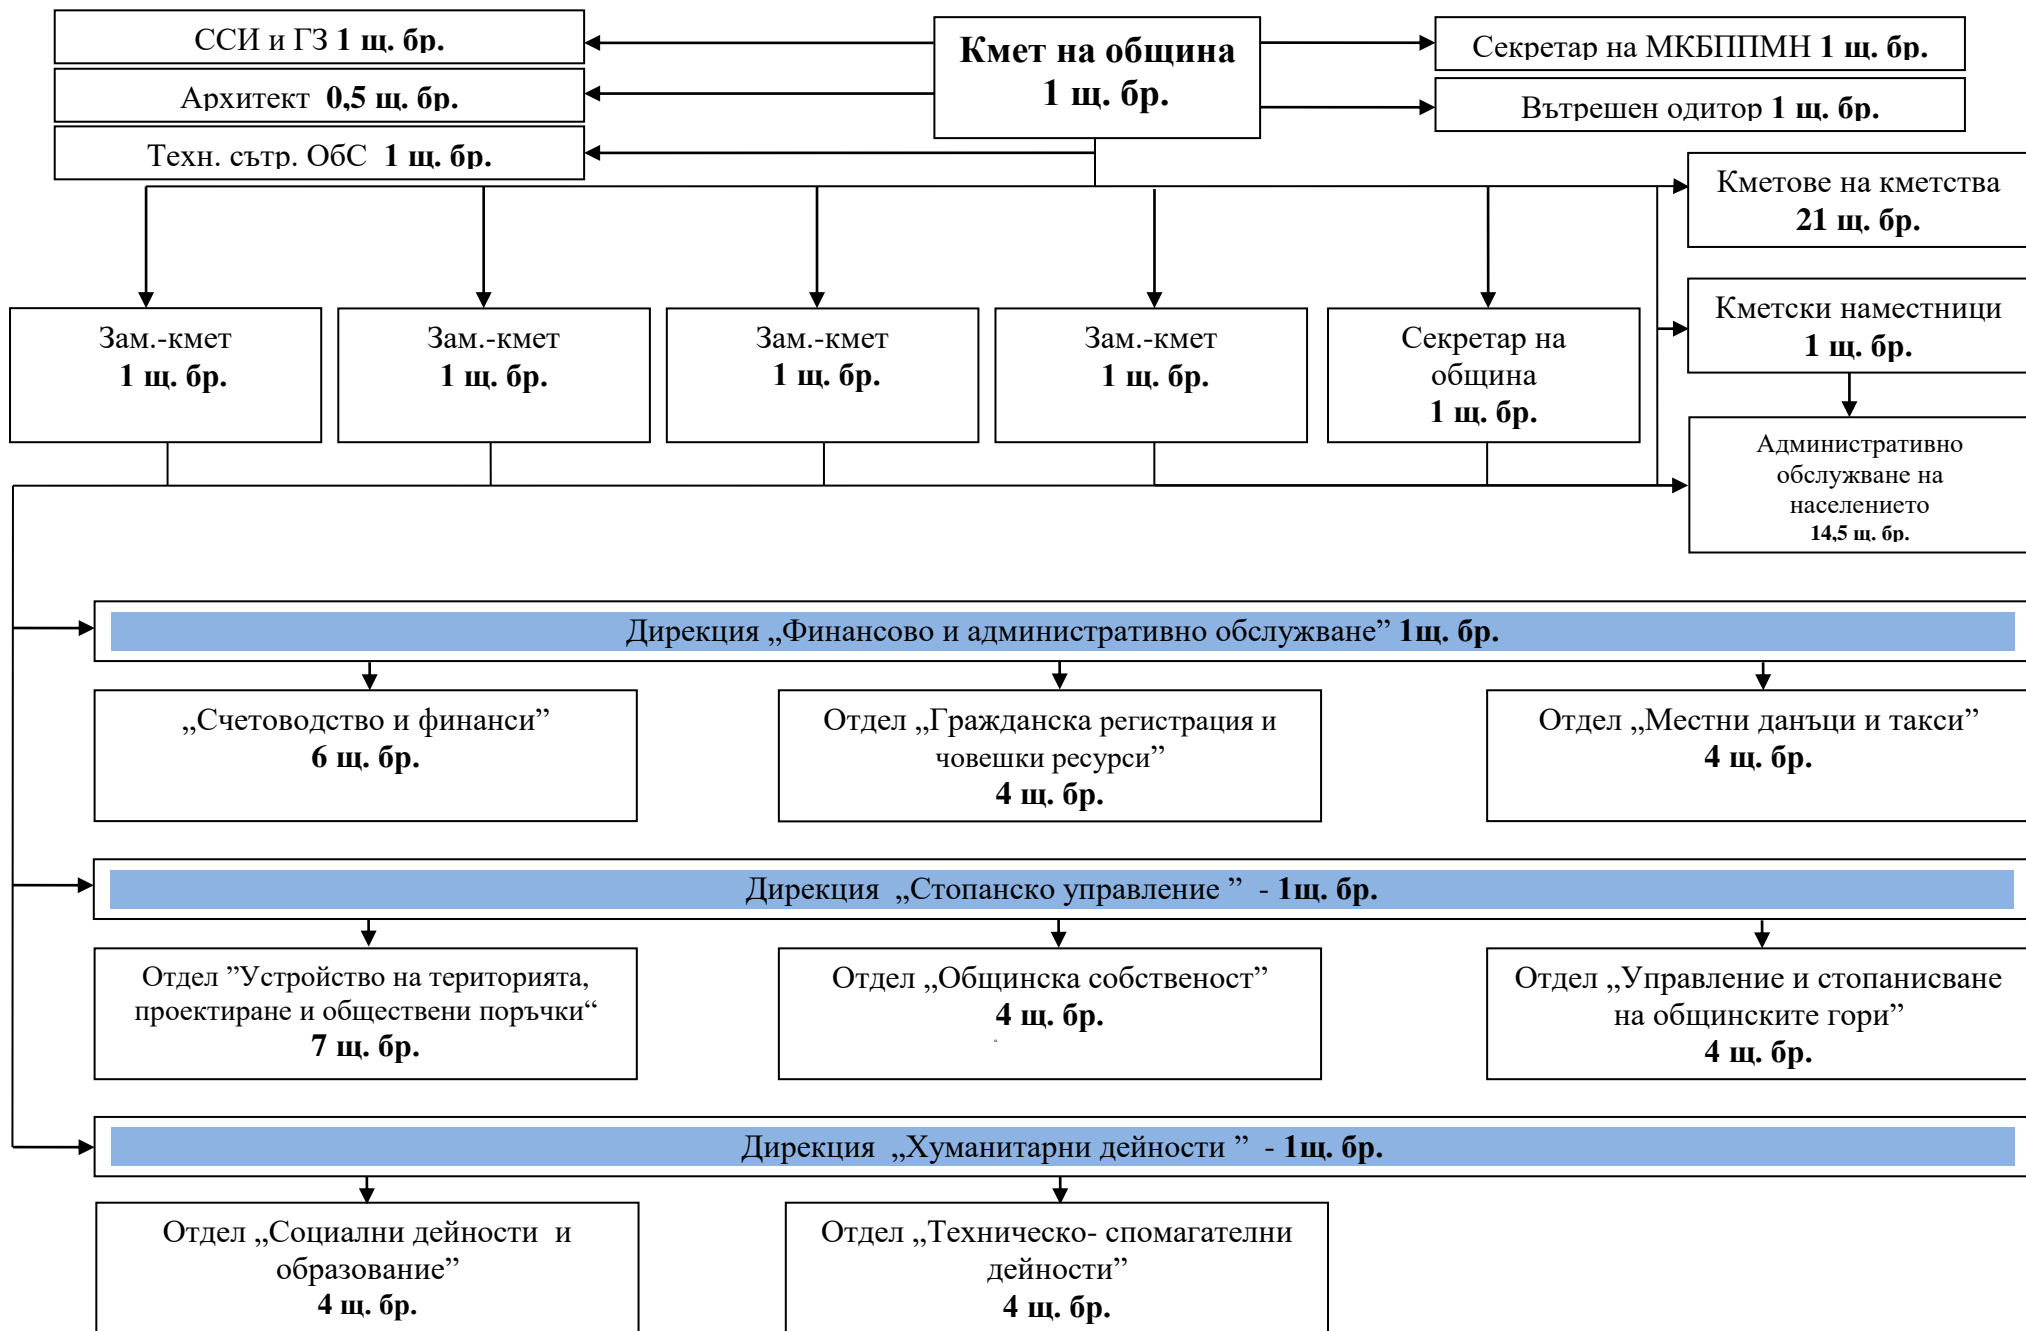 ССИ и ГЗ 1 щ. бр.
Архитект 0,5 щ. бр.
Техн. сътр. ОбС 1 щ. бр.
Кмет на община
1 щ. бр.
Секретар на МКБППМН 1 щ. бр.
Вътрешен одитор 1 щ. бр.
Кметове на кметства
21 щ. бр.
Кметски наместници
1 щ. бр.
Зам.-кмет
1 щ. бр.
Зам.-кмет
1 щ. бр.
Зам.-кмет
1 щ. бр.
Зам.-кмет
1 щ. бр.
Секретар на
община
1 щ. бр.
Административно
обслужване на
населението
14,5 щ. бр.
Дирекция „Финансово и административно обслужване” 1щ. бр.
„Счетоводство и финанси”
6 щ. бр.
Отдел „Гражданска регистрация и
човешки ресурси”
4 щ. бр.
Отдел „Местни данъци и такси”
4 щ. бр.
Дирекция „Стопанско управление ” - 1щ. бр.
Отдел ”Устройство на територията,
проектиране и обществени поръчки“
7 щ. бр.
Отдел „Общинска собственост”
4 щ. бр.
Отдел „Управление и стопанисване
на общинските гори”
4 щ. бр.
Дирекция „Хуманитарни дейности ” - 1щ. бр.
Отдел „Социални дейности и
образование”
4 щ. бр.
Отдел „Техническо- спомагателни
дейности”
4 щ. бр.